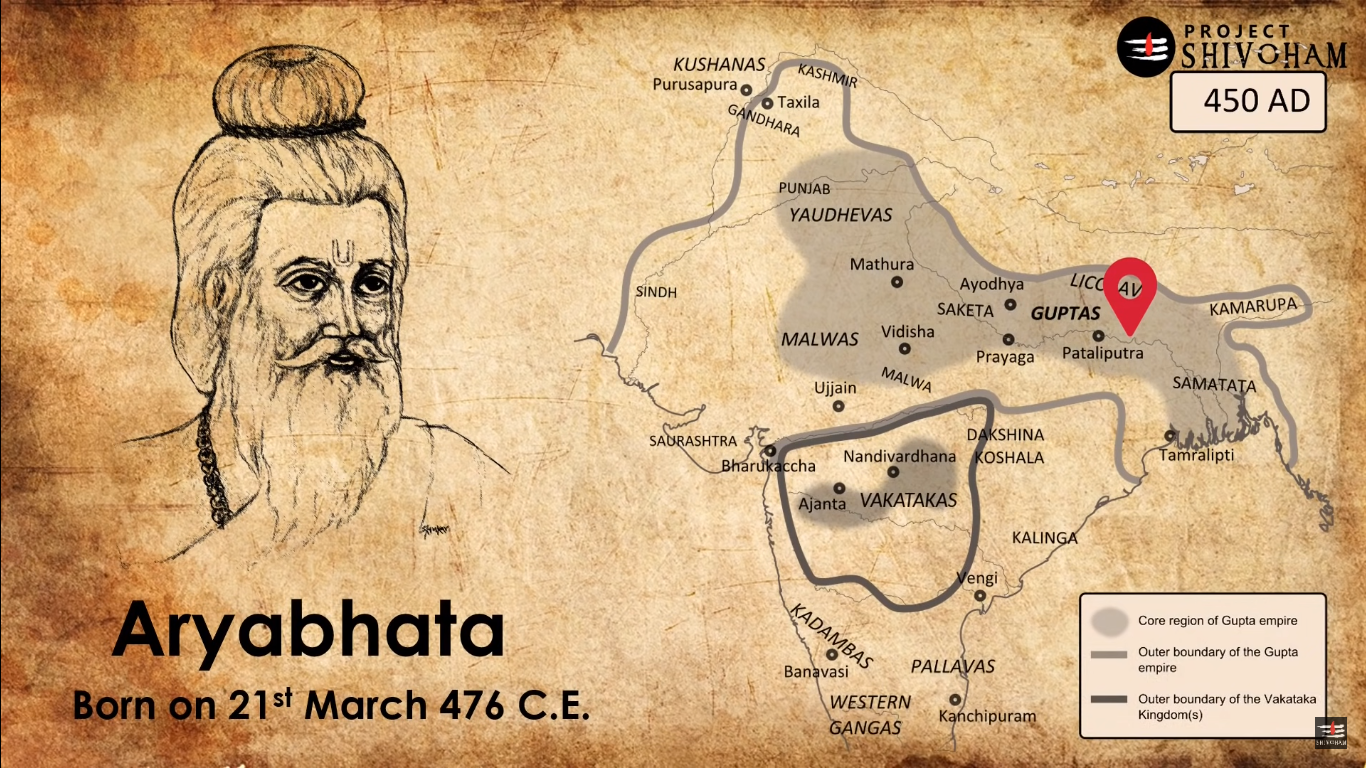 PROJECT
SHIVOHAM
450 AD
KUSHANAS
Purusapura
KASHMIR
Taxila
GANDHARA
PUNJAB
YAUDHEVAS
Mathura
Ayodhya
SINDH
SAKETA
GUPTAS
KAMARUPA
MALWAS
Vidisha
Prayaga
Pataliputra
MALWA
SAMATATA
Ujjain
SAURASHTRA
Bharukaccha
DAKSHINA
KOSHALA
Tamralipti
Nandivardhana
Ajanta
VAKATAKAS
KALINGA
Vengi
KADAMBAS
Banavasi
PALLAVAS
WESTERN
GANGAS
Kanchipuram
Aryabhata
Born on 21st March 476 C.E.
Core region of Gupta empire
Outer boundary of the Gupta
empire
Outer boundary of the Vakataka
Kingdom(s)
SHIVOHAM